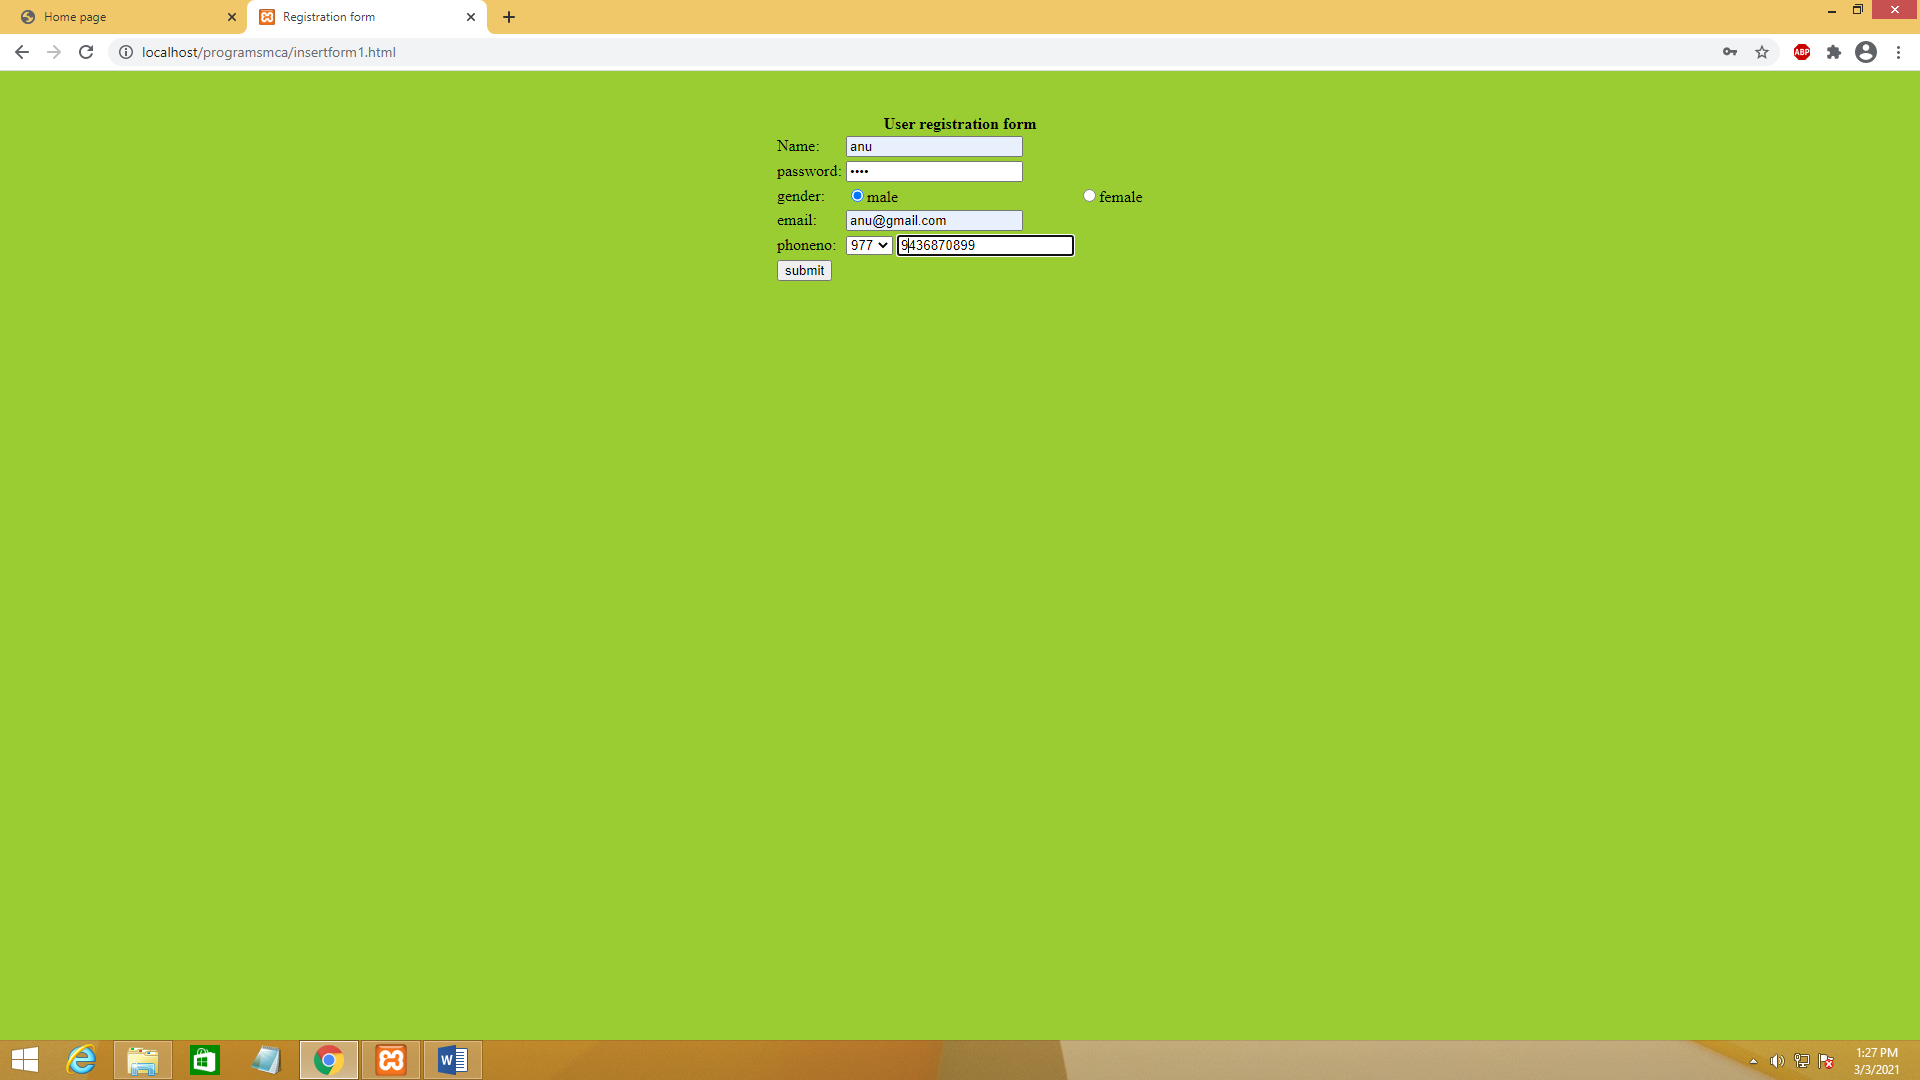 Home page
Registration form
localhost/programsmca/insertform1.html
ABP
User registration form
Name: anu
password: ••••
gender: male female
email: anu@gmail.com
phoneno: 977 9436870899
submit
1:27 PM
3/3/2021